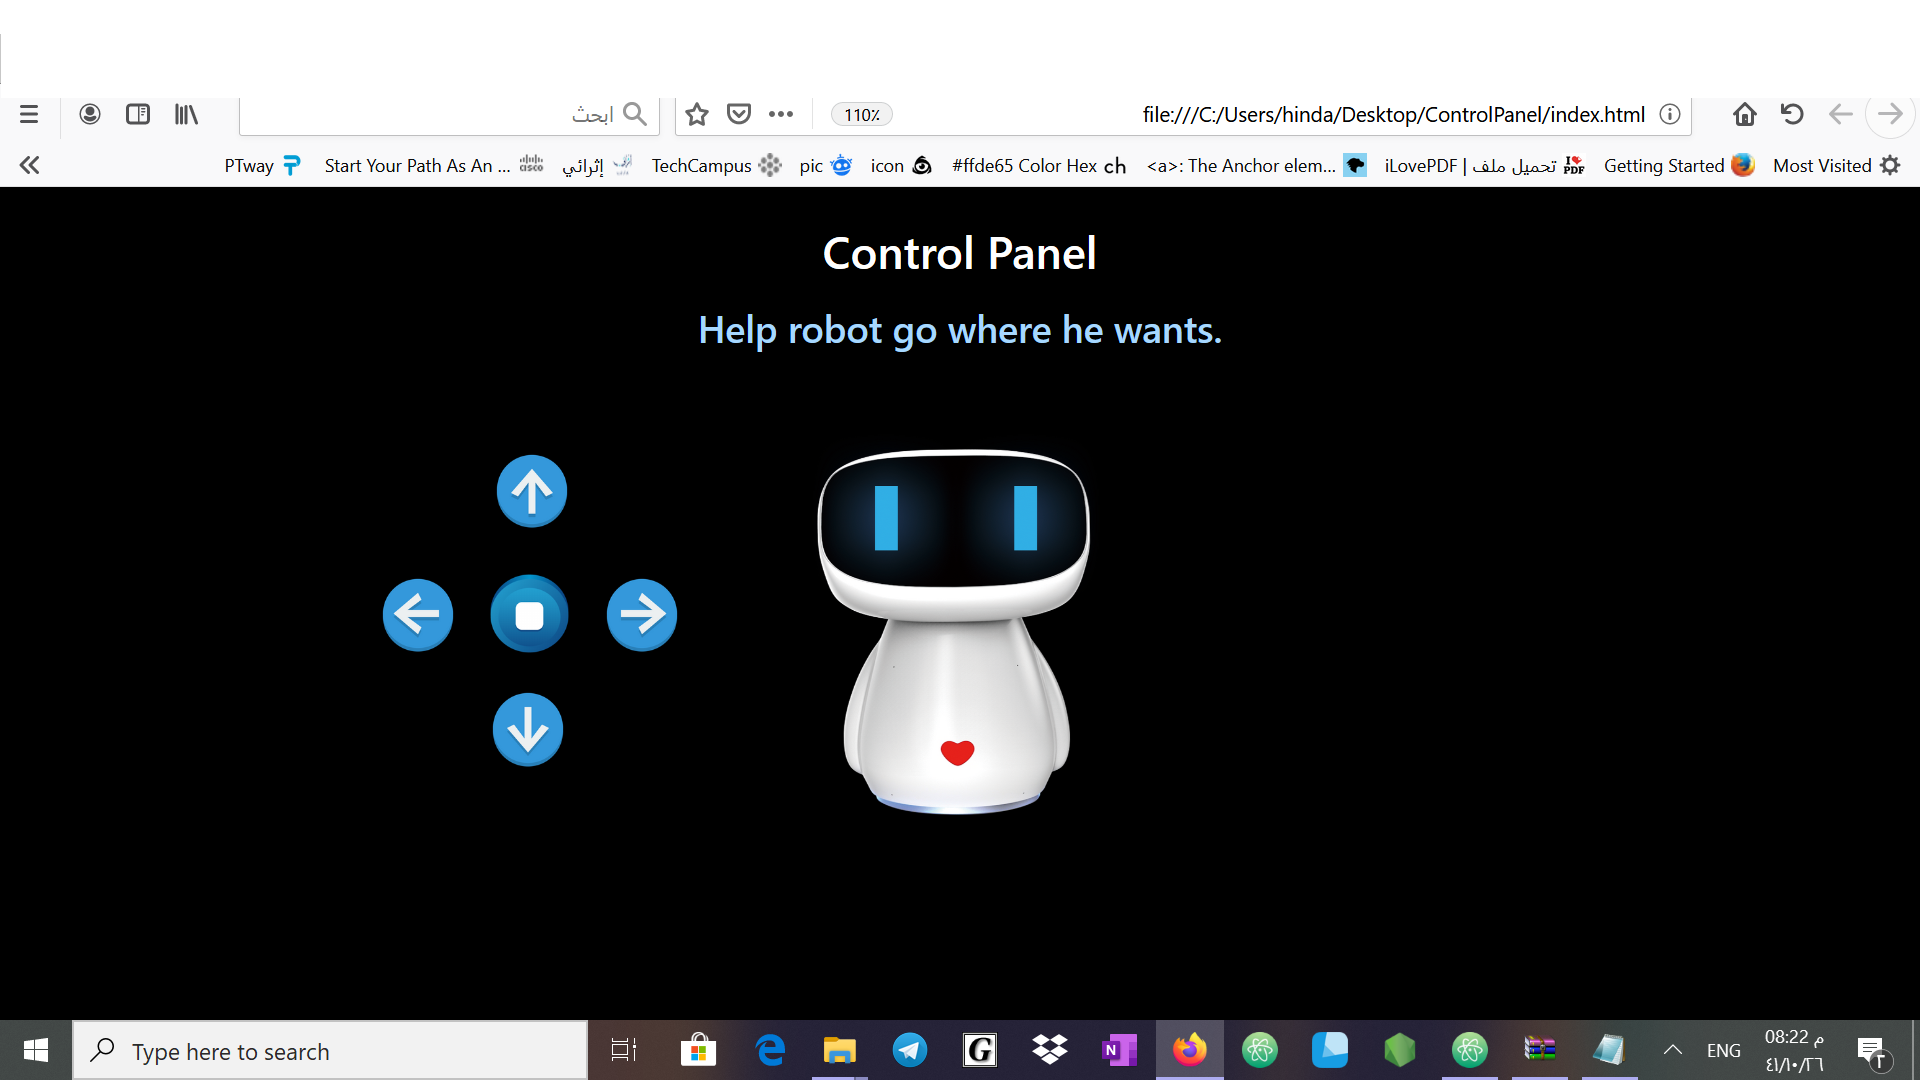 ابحث
110٪
file:///C:/Users/hinda/Desktop/ControlPanel/index.html
PTway
Start Your Path As An ...
إثرائي
TechCampus
pic
icon
#ffde65 Color Hex
ch
<a>: The Anchor elem...
iLovePDF | تحميل ملف
I PDF
Getting Started
Most Visited
Control Panel
Help robot go where he wants.
Type here to search
G
N
ENG
08:22 م
٤١/١٠/٢٦
٢